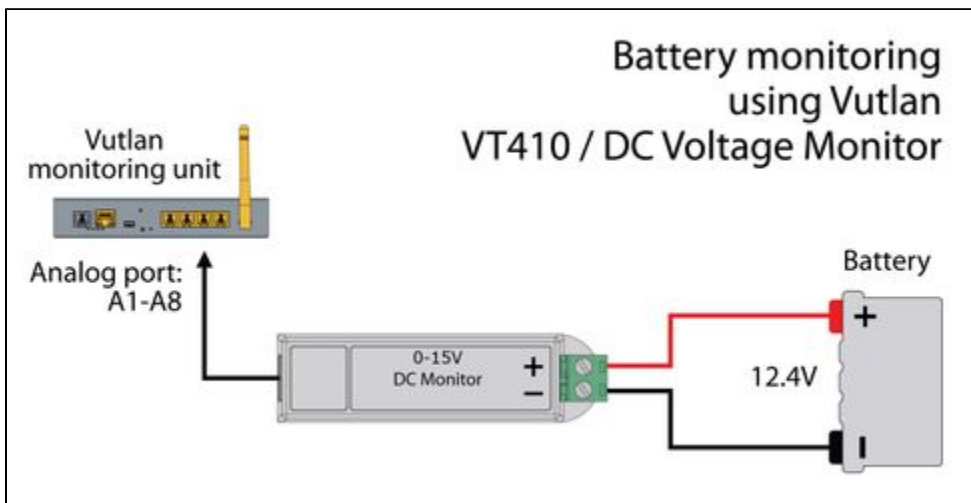 Battery monitoring
using Vutlan
VT410 / DC Voltage Monitor
Vutlan
monitoring unit
Analog port:
A1-A8
0-15V
DC Monitor
+
−
Battery
+
12.4V
-